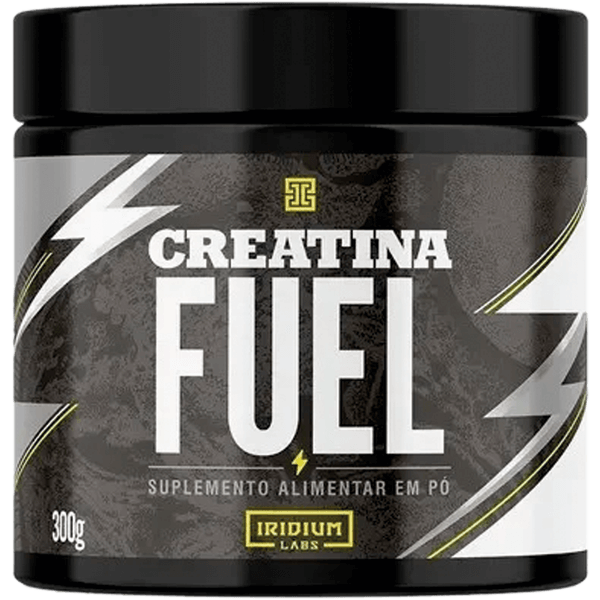 CREATINA
FUEL
SUPLEMENTO ALIMENTAR EM PÓ
300g
IRIDIUM
LABS